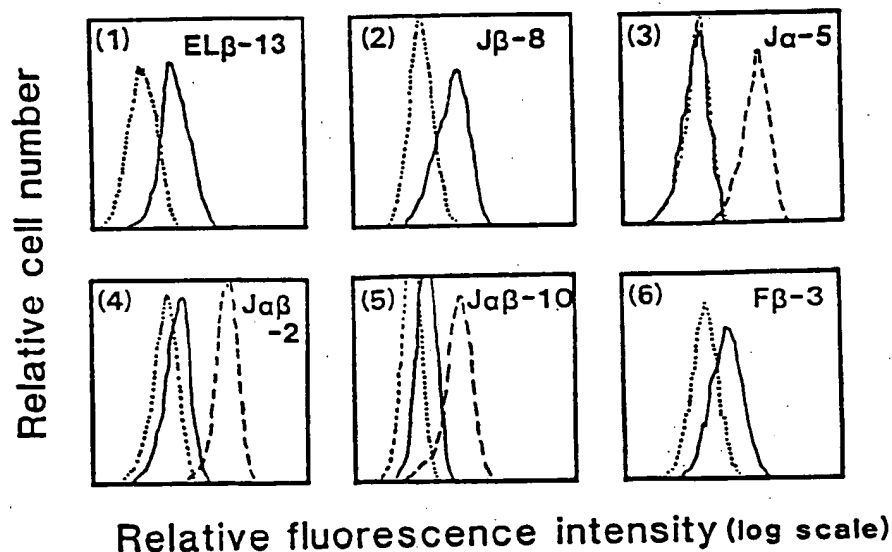 Relative cell number
(1) ELβ-13
(2) Jβ-8
(3) Jα-5
(4) Jαβ
-2
(5) Jαβ-10
(6) Fβ-3
Relative fluorescence intensity (log scale)